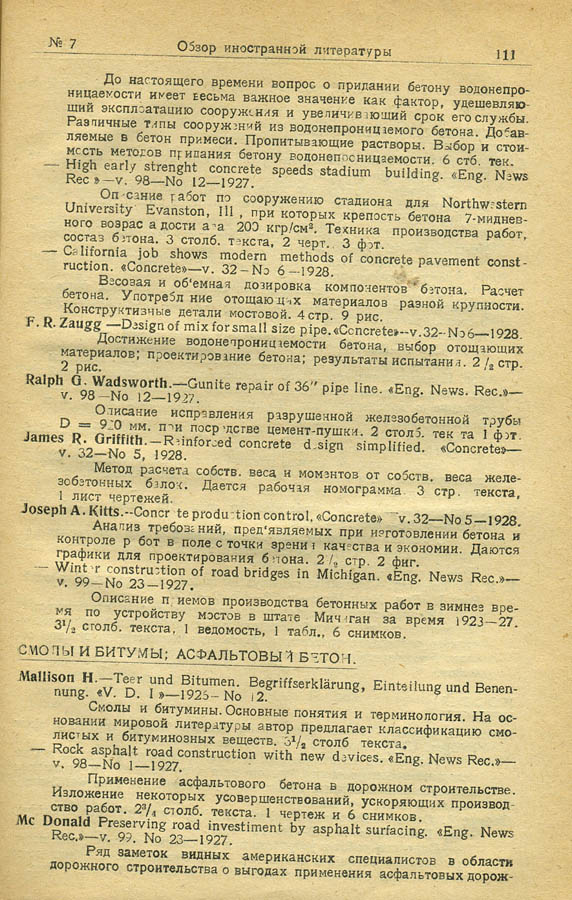 № 7 Обзор иностранной литературы 111
До настоящего времени вопрос о придании бетону водонепро-
ницаемости имеет весьма важное значение как фактор, удешевляю-
щий эксплоатацию сооружения и увеличивающий срок его службы.
Различные типы сооружений из водонепроницаемого бетона. Добав-
ляемые в бетон примеси. Пропитывающие растворы. Выбор и стои-
мость методов придания бетону водонепроницаемости. 6 стб. тек.
— High early strenght concrete speeds stadium building. «Eng. News
Rec.»—v. 98—No 12—1927.
Описание работ по сооружению стадиона для Northwestern
University Evanston, Ill, при которых крепость бетона 7-миднев-
ного возраста достигала 200 кгр/см². Техника производства работ,
состав бетона. 3 столб. текста, 2 черт. 3 фот.
— California job shows modern methods of concrete pavement const-
ruction. «Concrete»—v. 32—No 6—1928.
Весовая и об'емная дозировка компонентов бетона. Расчет
бетона. Употребление отощающих материалов разной крупности.
Конструктивные детали мостовой. 4 стр. 9 рис.
F. R. Zaugg—Design of mix for small size pipe. «Concrete»—v. 32—No 6—1928.
Достижение водонепроницаемости бетона, выбор отощающих
материалов; проектирование бетона; результаты испытания. 2 /₂ стр.
2 рис.
Ralph G. Wadsworth.—Gunite repair of 36″ pipe line. «Eng. News. Rec.»—
v. 98—No 12—1927.
Описание исправления разрушенной железобетонной трубы
D = 920 мм. при посредстве цемент-пушки. 2 столб. текста 1 фот.
James R. Griffith.—Reinforced concrete design simplified. «Concrete»—
v. 32—No 5, 1928.
Метод расчета собств. веса и моментов от собств. веса желе-
зобетонных балок. Дается рабочая номограмма. 3 стр. текста,
1 лист чертежей.
Joseph A. Kitts.--Concrete production control, «Concrete» —v. 32—No 5—1928.
Анализ требований, пред'являемых при изготовлении бетона и
контроле работ в поле с точки зрения качества и экономии. Даются
графики для проектирования бетона. 2 /₂ стр. 2 фиг.
— Winter construction of road bridges in Michigan. «Eng. News Rec.»—
v. 99—No 23—1927.
Описание приемов производства бетонных работ в зимнее вре-
мя по устройству мостов в штате Мичиган за время 1923—27.
3¹/₂ столб. текста, 1 ведомость, 1 табл., 6 снимков.
СМОЛЫ И БИТУМЫ; АСФАЛЬТОВЫЙ БЕТОН.
Mallison H.—Teer und Bitumen. Begriffserklärung, Einteilung und Benen-
nung. «V. D. I»—1925—No 12.
Смолы и битумины. Основные понятия и терминология. На ос-
новании мировой литературы автор предлагает классификацию смо-
листых и битуминозных веществ. 3¹/₂ столб текста.
— Rock asphalt road construction with new devices. «Eng. News Rec.»—
v. 98—No 1—1927.
Применение асфальтового бетона в дорожном строительстве.
Изложение некоторых усовершенствований, ускоряющих производ-
ство работ. 2³/₄ столб. текста. 1 чертеж и 6 снимков.
Mc Donald Preserving road investiment by asphalt surfacing. «Eng. News
Rec.»—v. 99. No 23—1927.
Ряд заметок видных американских специалистов в области
дорожного строительства о выгодах применения асфальтовых дорож-